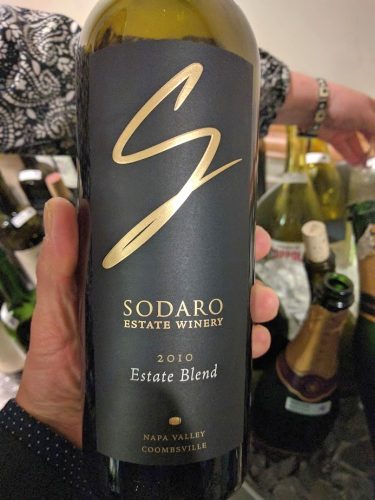 S
SODARO
ESTATE WINERY
2010
Estate Blend
NAPA VALLEY
COOMBSVILLE